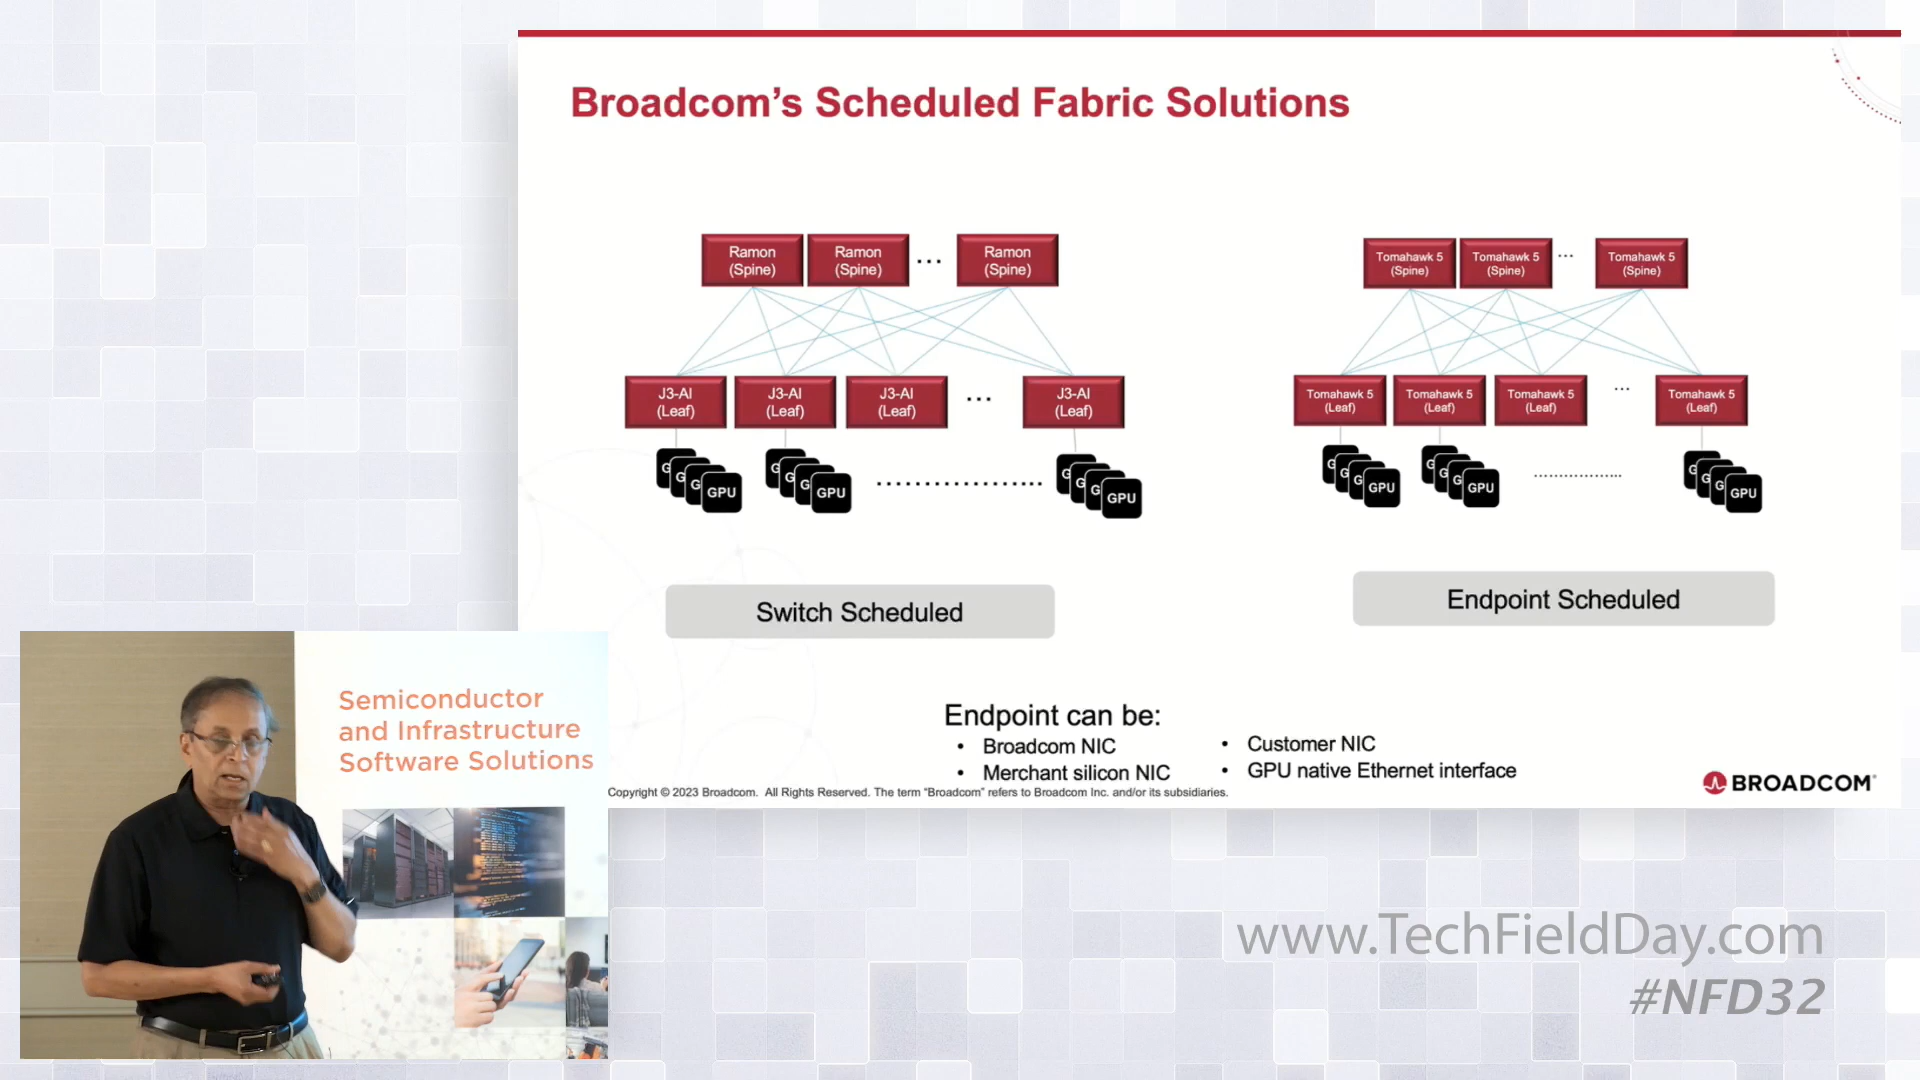 Broadcom's Scheduled Fabric Solutions
Ramon
(Spine)
Ramon
(Spine)
...
Ramon
(Spine)
J3-AI
(Leaf)
J3-AI
(Leaf)
J3-AI
(Leaf)
...
J3-AI
(Leaf)
G
G
G
GPU
G
G
G
GPU
G
G
G
GPU
Switch Scheduled
Tomahawk 5
(Spine)
Tomahawk 5
(Spine)
...
Tomahawk 5
(Spine)
Tomahawk 5
(Leaf)
Tomahawk 5
(Leaf)
Tomahawk 5
(Leaf)
...
Tomahawk 5
(Leaf)
G
G
G
GPU
G
G
G
GPU
G
G
G
GPU
Endpoint Scheduled
Endpoint can be:
• Broadcom NIC
• Merchant silicon NIC
• Customer NIC
• GPU native Ethernet interface
Copyright © 2023 Broadcom. All Rights Reserved. The term “Broadcom” refers to Broadcom Inc. and/or its subsidiaries.
BROADCOM®
Semiconductor
and Infrastructure
Software Solutions
www.TechFieldDay.com
#NFD32